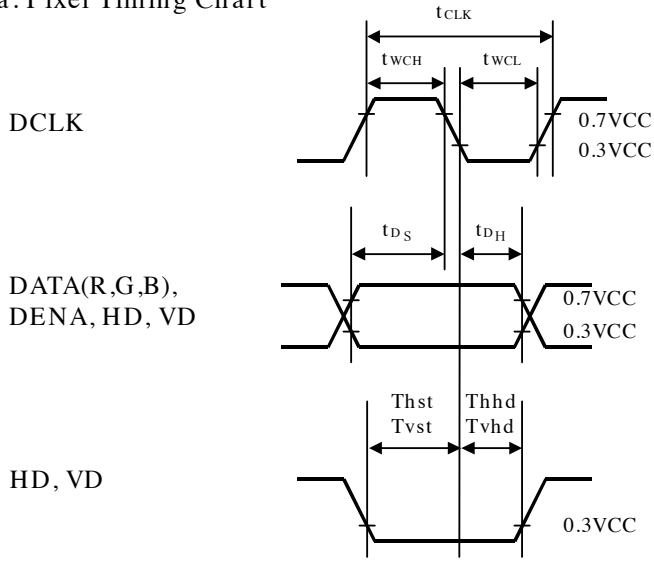 a. Pixel Timing Chart
tCLK
tWCH
tWCL
DCLK
0.7VCC
0.3VCC
tDS
tDH
DATA(R,G,B),
DENA, HD, VD
0.7VCC
0.3VCC
Thst
Thhd
Tvst
Tvhd
HD, VD
0.3VCC